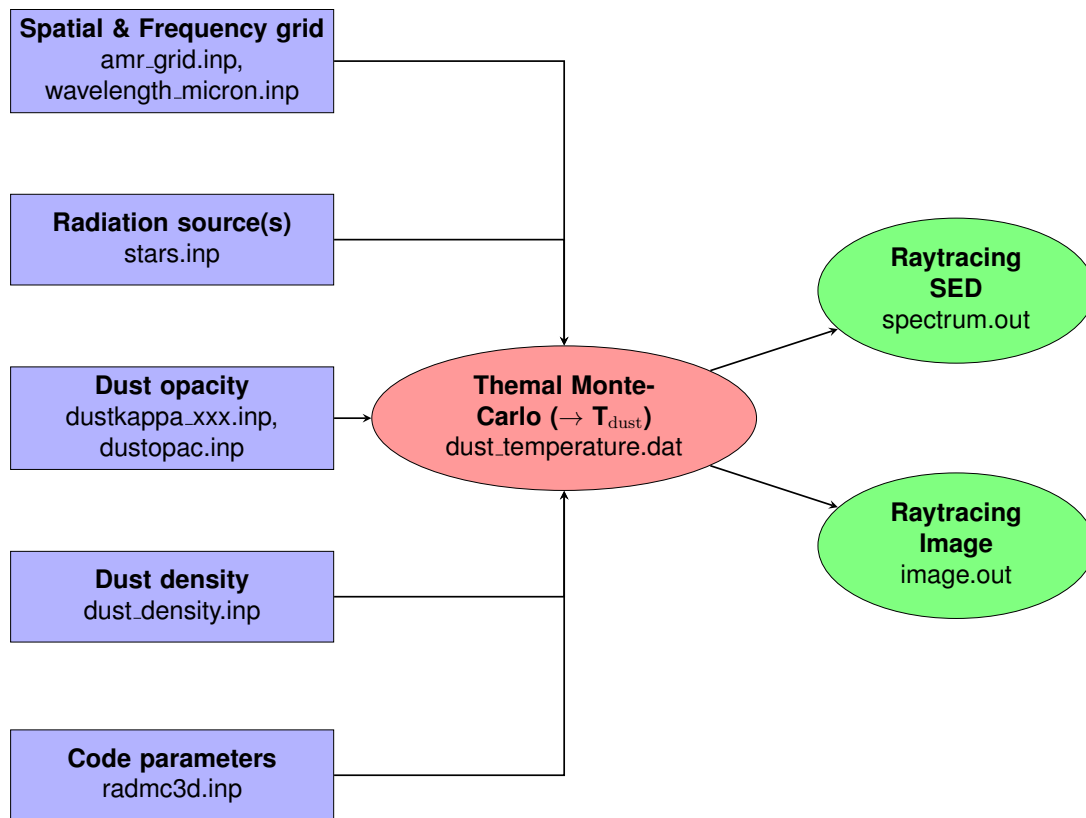 Spatial & Frequency grid
amr_grid.inp,
wavelength_micron.inp
Radiation source(s)
stars.inp
Dust opacity
dustkappa_xxx.inp,
dustopac.inp
Dust density
dust_density.inp
Code parameters
radmc3d.inp
Themal Monte-
Carlo (→ T_dust)
dust_temperature.dat
Raytracing
SED
spectrum.out
Raytracing
Image
image.out